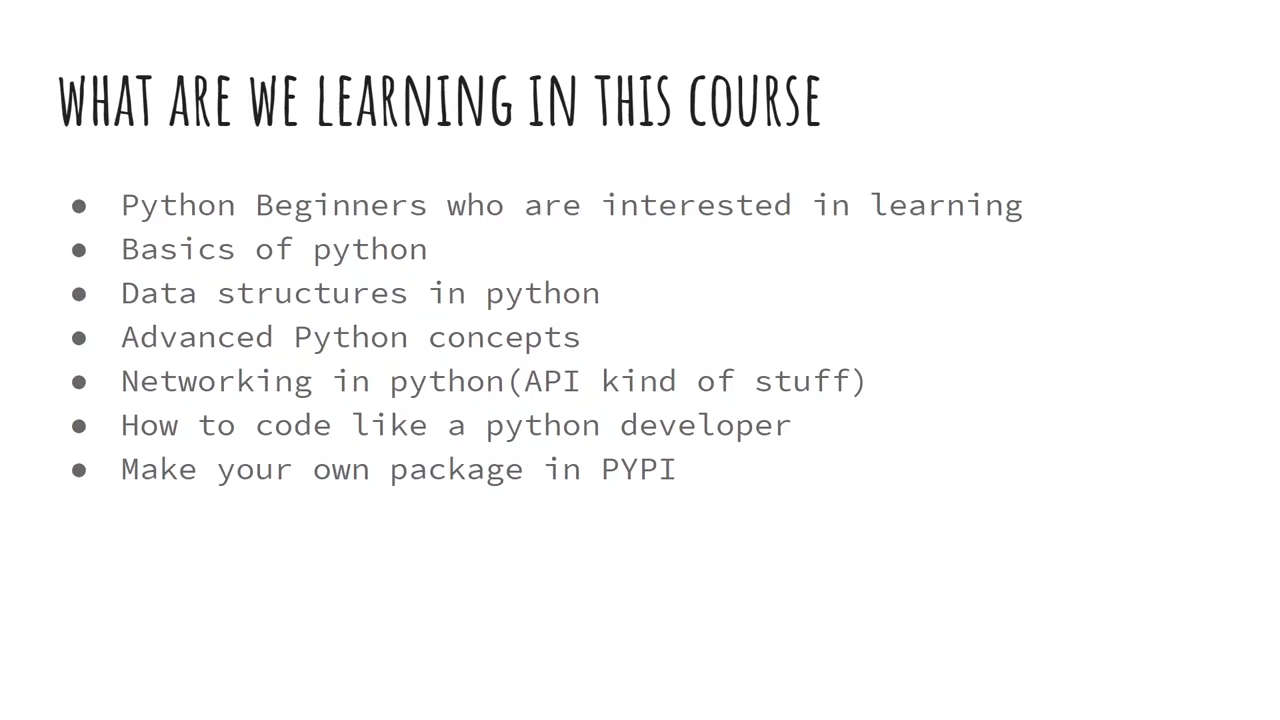 WHAT ARE WE LEARNING IN THIS COURSE
● Python Beginners who are interested in learning
● Basics of python
● Data structures in python
● Advanced Python concepts
● Networking in python(API kind of stuff)
● How to code like a python developer
● Make your own package in PYPI